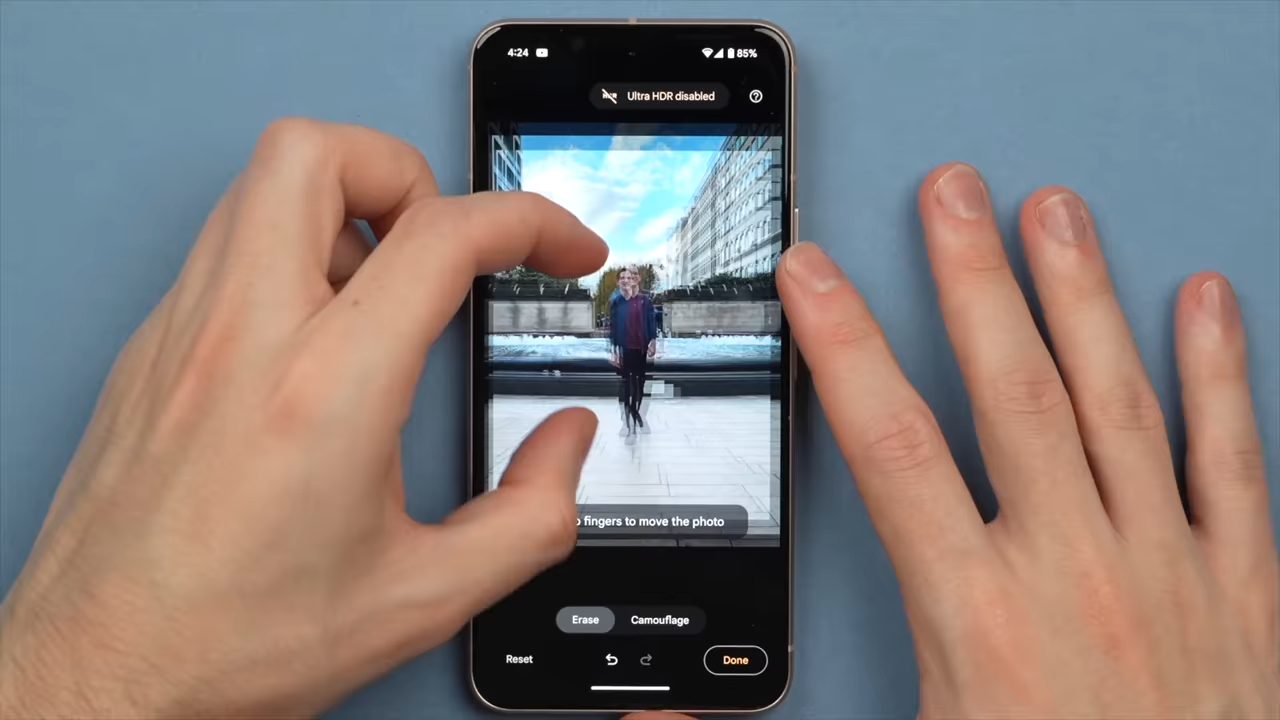 4:24 85%
Ultra HDR disabled
fingers to move the photo
Erase Camouflage
Reset Done